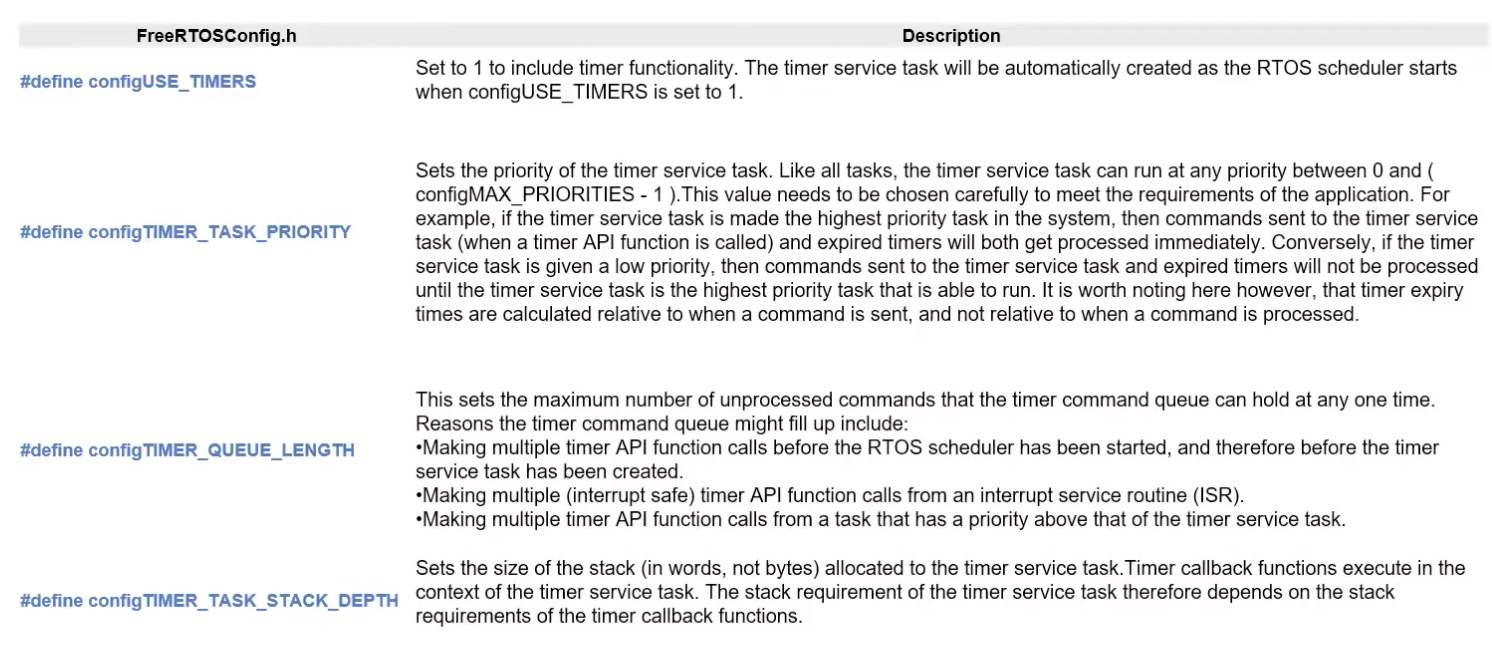 FreeRTOSConfig.h Description
#define configUSE_TIMERS
Set to 1 to include timer functionality. The timer service task will be automatically created as the RTOS scheduler starts
when configUSE_TIMERS is set to 1.
#define configTIMER_TASK_PRIORITY
Sets the priority of the timer service task. Like all tasks, the timer service task can run at any priority between 0 and (
configMAX_PRIORITIES - 1 ).This value needs to be chosen carefully to meet the requirements of the application. For
example, if the timer service task is made the highest priority task in the system, then commands sent to the timer service
task (when a timer API function is called) and expired timers will both get processed immediately. Conversely, if the timer
service task is given a low priority, then commands sent to the timer service task and expired timers will not be processed
until the timer service task is the highest priority task that is able to run. It is worth noting here however, that timer expiry
times are calculated relative to when a command is sent, and not relative to when a command is processed.
#define configTIMER_QUEUE_LENGTH
This sets the maximum number of unprocessed commands that the timer command queue can hold at any one time.
Reasons the timer command queue might fill up include:
•Making multiple timer API function calls before the RTOS scheduler has been started, and therefore before the timer
service task has been created.
•Making multiple (interrupt safe) timer API function calls from an interrupt service routine (ISR).
•Making multiple timer API function calls from a task that has a priority above that of the timer service task.
#define configTIMER_TASK_STACK_DEPTH
Sets the size of the stack (in words, not bytes) allocated to the timer service task.Timer callback functions execute in the
context of the timer service task. The stack requirement of the timer service task therefore depends on the stack
requirements of the timer callback functions.